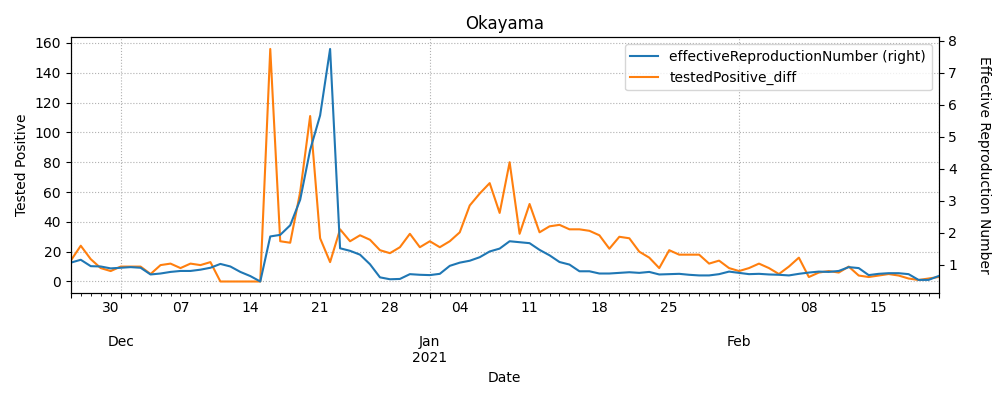 Okayama
160
140
120
100
80
60
40
20
0
Tested Positive
8
7
6
5
4
3
2
1
Effective Reproduction Number
effectiveReproductionNumber (right)
testedPositive_diff
30 07 14 21 28 04 11 18 25 08 15
Dec Jan Feb
2021
Date